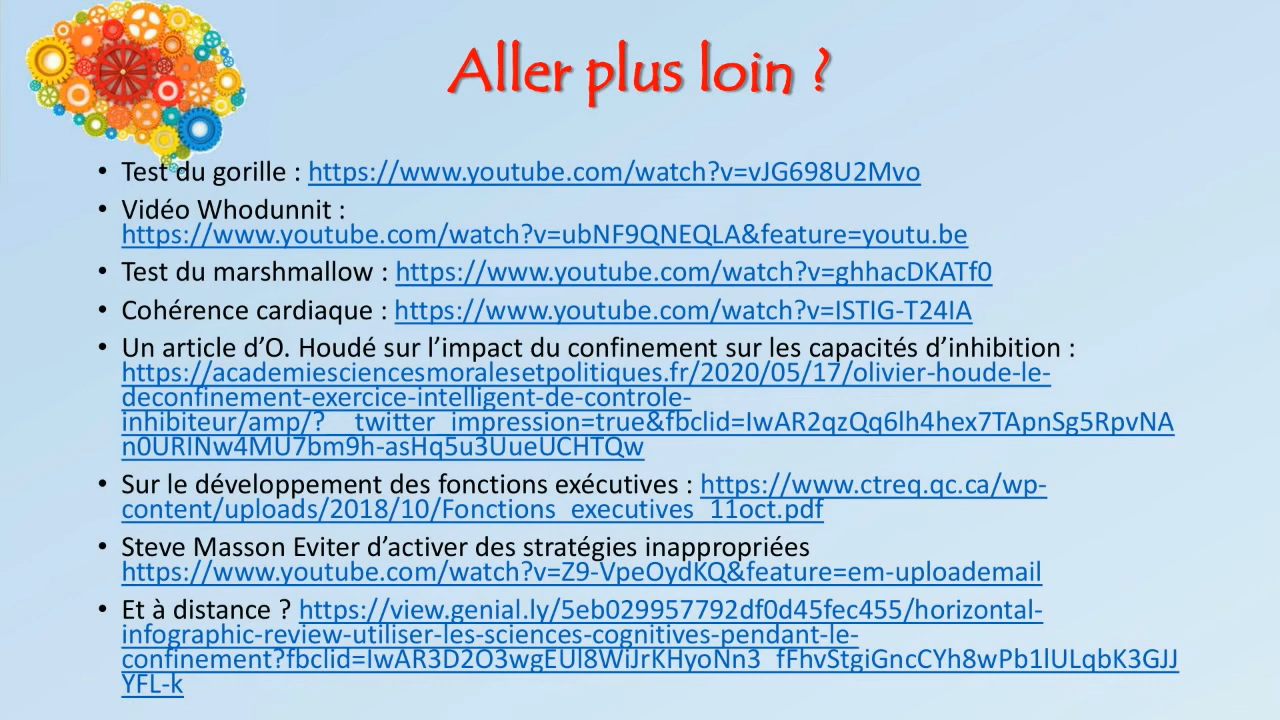 Aller plus loin ?
• Test du gorille : https://www.youtube.com/watch?v=vJG698U2Mvo
• Vidéo Whodunnit :
https://www.youtube.com/watch?v=ubNF9QNEQLA&feature=youtu.be
• Test du marshmallow : https://www.youtube.com/watch?v=ghhacDKATf0
• Cohérence cardiaque : https://www.youtube.com/watch?v=ISTIG-T24IA
• Un article d’O. Houdé sur l’impact du confinement sur les capacités d’inhibition :
https://academiesciencesmoralesetpolitiques.fr/2020/05/17/olivier-houde-le-
deconfinement-exercice-intelligent-de-controle-
inhibiteur/amp/?__twitter_impression=true&fbclid=IwAR2qzQq6lh4hex7TApnSg5RpvNA
n0URlNw4MU7bm9h-asHq5u3UueUCHTQw
• Sur le développement des fonctions exécutives : https://www.ctreq.qc.ca/wp-
content/uploads/2018/10/Fonctions_executives_11oct.pdf
• Steve Masson Eviter d’activer des stratégies inappropriées
https://www.youtube.com/watch?v=Z9-VpeOydKQ&feature=em-uploademail
• Et à distance ? https://view.genial.ly/5eb029957792df0d45fec455/horizontal-
infographic-review-utiliser-les-sciences-cognitives-pendant-le-
confinement?fbclid=IwAR3D2O3wgEUl8WiJrKHyoNn3_fFhvStgiGncCYh8wPb1lULqbK3GJJ
YFL-k